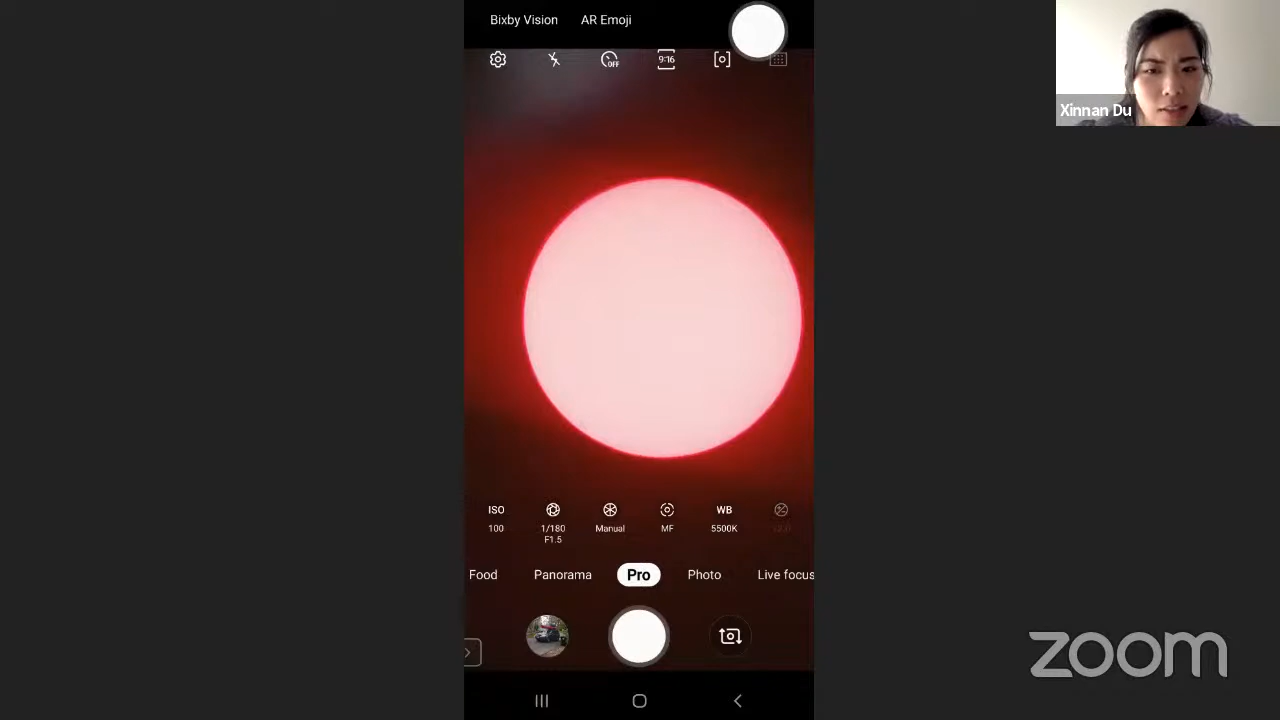 Bixby Vision AR Emoji
OFF
9:16
Xinnan Du
ISO
WB
100
1/180
Manual
MF
5500K
F1.5
Food
Panorama
Pro
Photo
Live focus
zoom